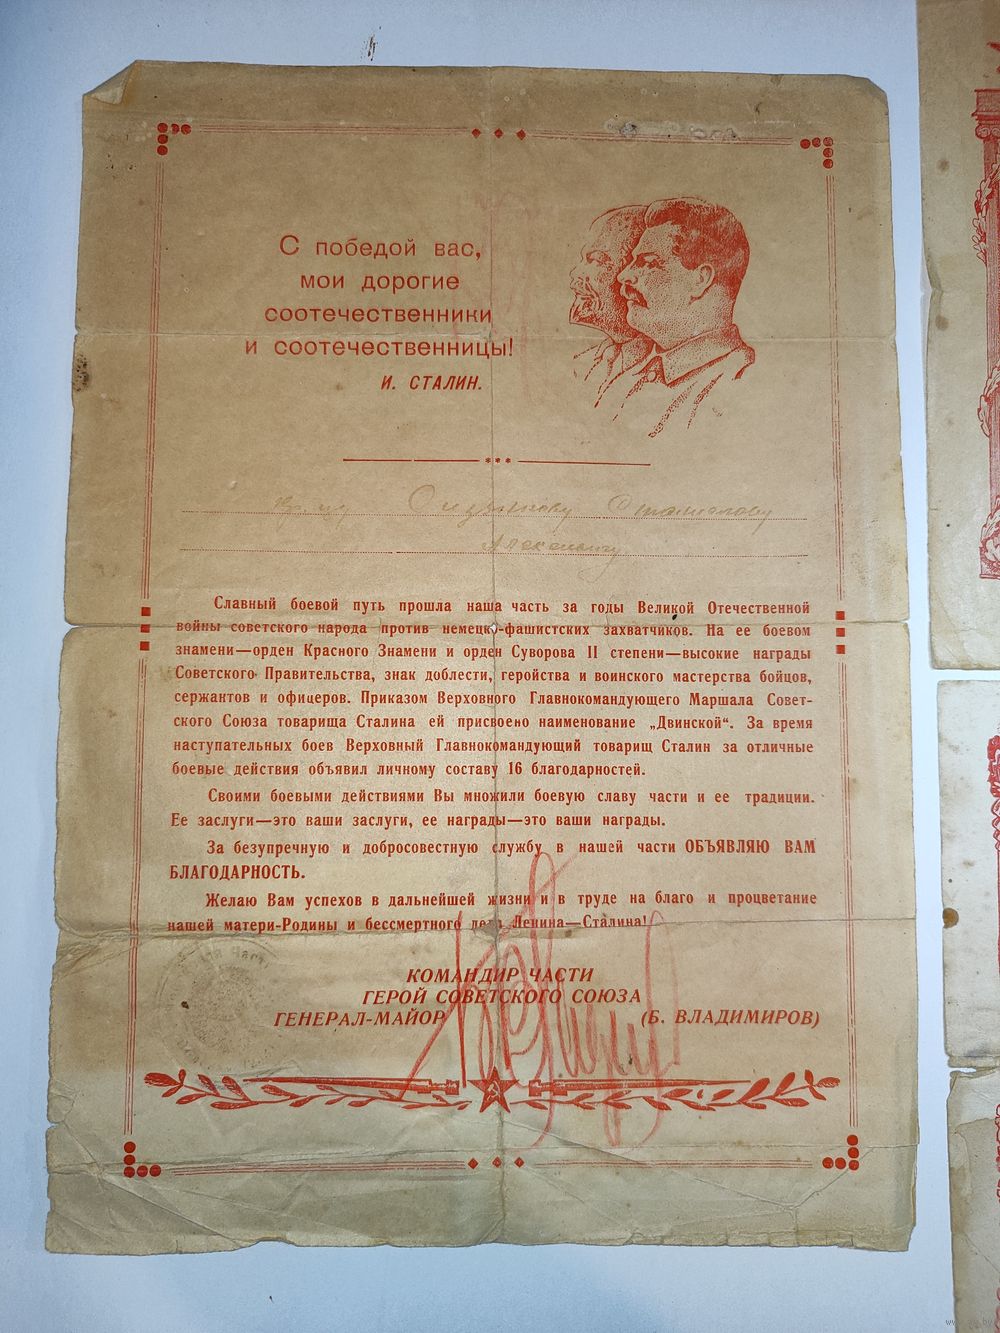 С победой вас,
мои дорогие
соотечественники
и соотечественницы!
И. СТАЛИН.
Славный боевой путь прошла наша часть за годы Великой Отечественной
войны советского народа против немецко-фашистских захватчиков. На ее боевом
знамени—орден Красного Знамени и орден Суворова II степени—высокие награды
Советского Правительства, знак доблести, геройства и воинского мастерства бойцов,
сержантов и офицеров. Приказом Верховного Главнокомандующего Маршала Совет-
ского Союза товарища Сталина ей присвоено наименование „Двинской“. За время
наступательных боев Верховный Главнокомандующий товарищ Сталин за отличные
боевые действия объявил личному составу 16 благодарностей.
Своими боевыми действиями Вы множили боевую славу части и ее традиции.
Ее заслуги—это ваши заслуги, ее награды—это ваши награды.
За безупречную и добросовестную службу в нашей части ОБЪЯВЛЯЮ ВАМ
БЛАГОДАРНОСТЬ.
Желаю Вам успехов в дальнейшей жизни и в труде на благо и процветание
нашей матери-Родины и бессмертного дела Ленина—Сталина!
КОМАНДИР ЧАСТИ
ГЕРОЙ СОВЕТСКОГО СОЮЗА
ГЕНЕРАЛ-МАЙОР (Б. ВЛАДИМИРОВ)